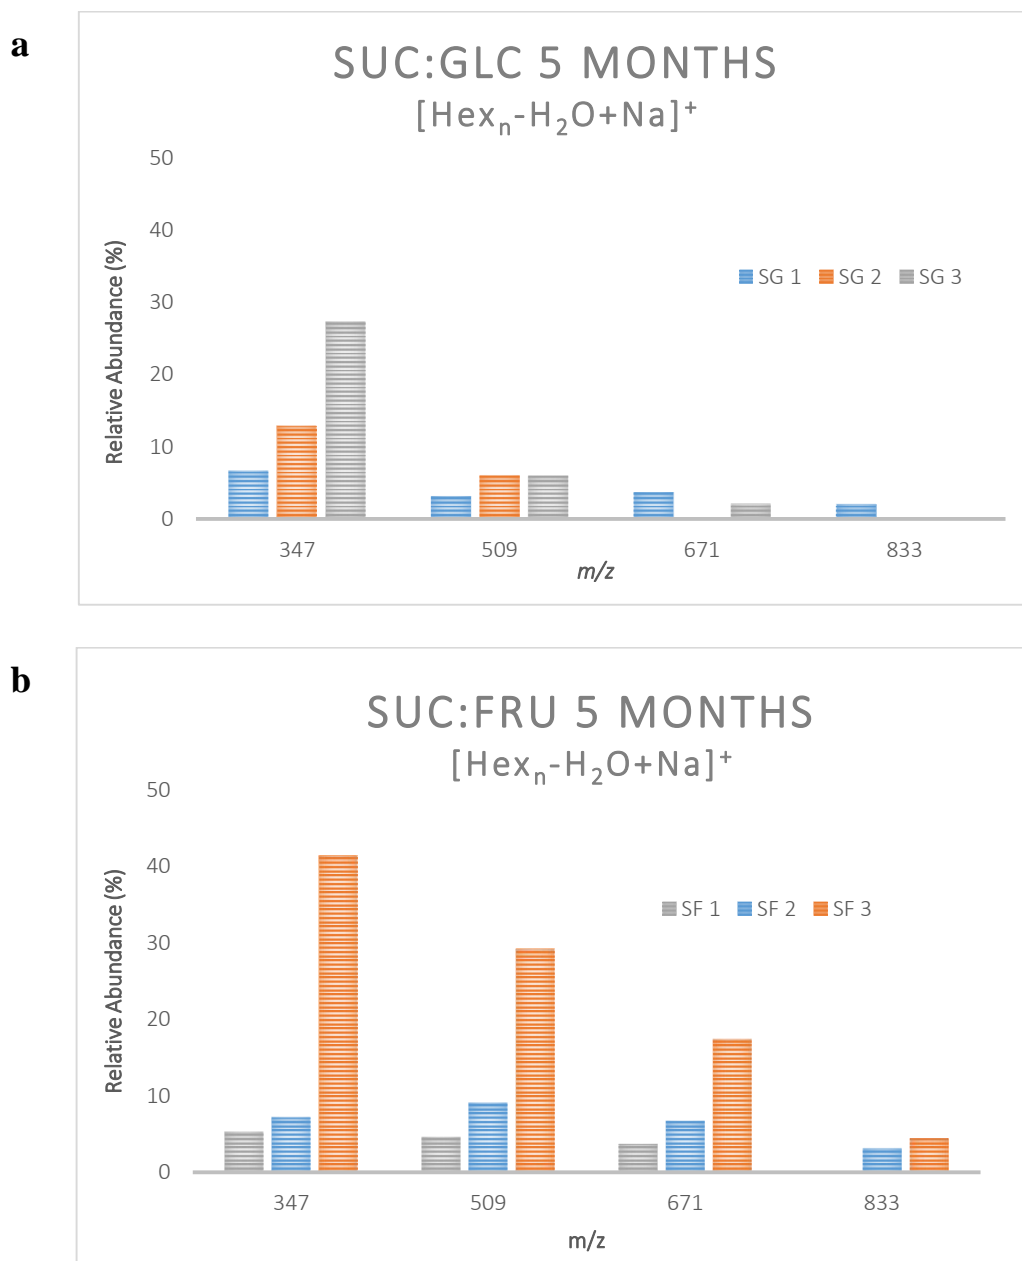 a
SUC:GLC 5 MONTHS
[Hexₙ-H₂O+Na]⁺
50
40
30
20
10
0
Relative Abundance (%)
SG 1 SG 2 SG 3
347 509 671 833
m/z
b
SUC:FRU 5 MONTHS
[Hexₙ-H₂O+Na]⁺
50
40
30
20
10
0
Relative Abundance (%)
SF 1 SF 2 SF 3
347 509 671 833
m/z